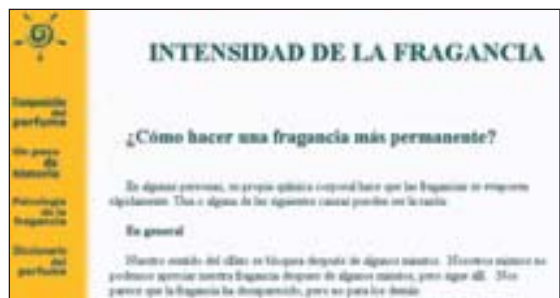 INTENSIDAD DE LA FRAGANCIA
Composición
del
perfume
Un poco
de
historia
Psicología
de la
fragancia
Diccionario
del
perfume
¿Cómo hacer una fragancia más permanente?
En algunas personas, su propia química corporal hace que las fragancias se evaporen
rápidamente. Una o alguna de las siguientes causas pueden ser la razón:
En general
Nuestro sentido del olfato se bloquea después de algunos minutos. Nosotros mismos no
podemos apreciar nuestra fragancia después de algunos minutos, pero sigue allí. Nos
parece que la fragancia ha desaparecido, pero no para los demás.